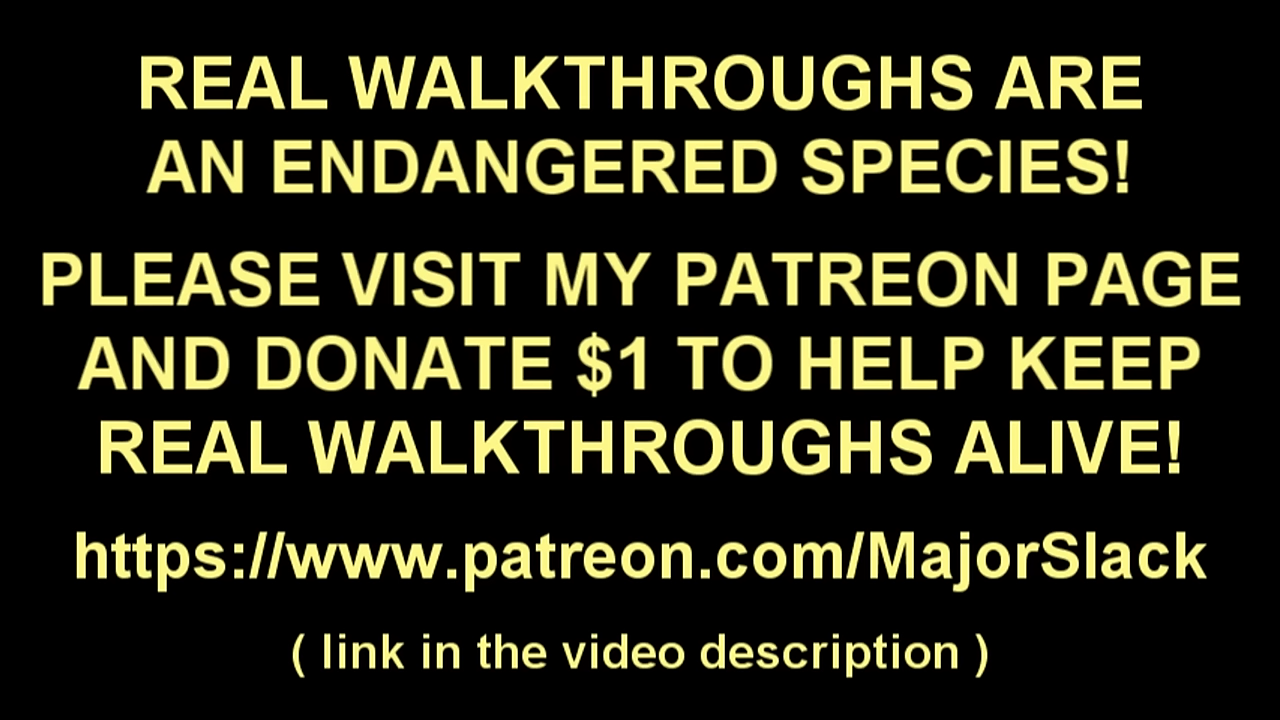 REAL WALKTHROUGHS ARE
AN ENDANGERED SPECIES!
PLEASE VISIT MY PATREON PAGE
AND DONATE $1 TO HELP KEEP
REAL WALKTHROUGHS ALIVE!
https://www.patreon.com/MajorSlack
( link in the video description )